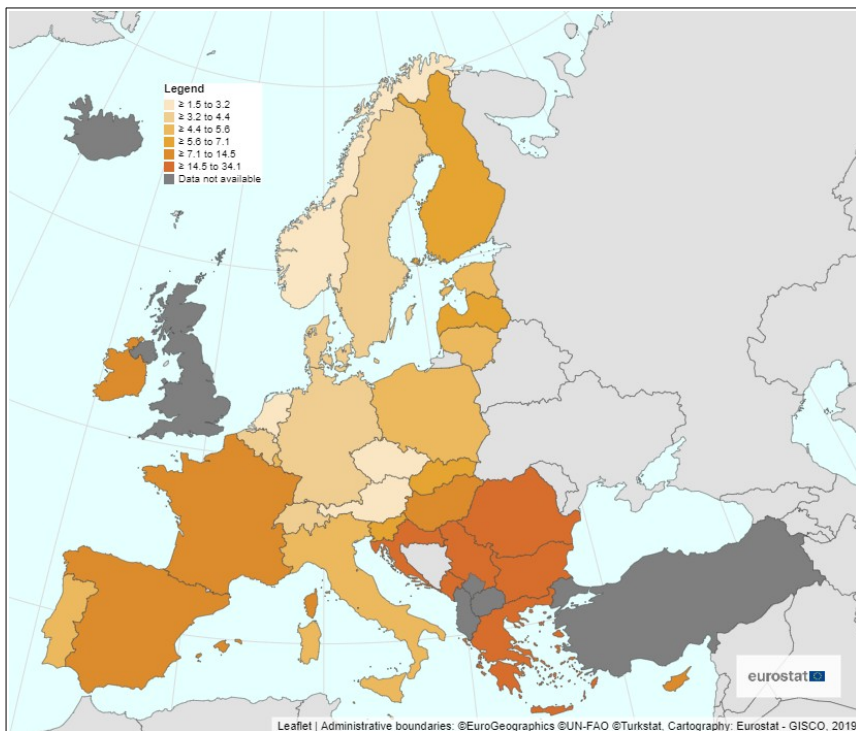 Legend
≥ 1.5 to 3.2
≥ 3.2 to 4.4
≥ 4.4 to 5.6
≥ 5.6 to 7.1
≥ 7.1 to 14.5
≥ 14.5 to 34.1
Data not available
eurostat
Leaflet | Administrative boundaries: ©EuroGeographics ©UN-FAO ©Turkstat, Cartography: Eurostat - GISCO, 2019